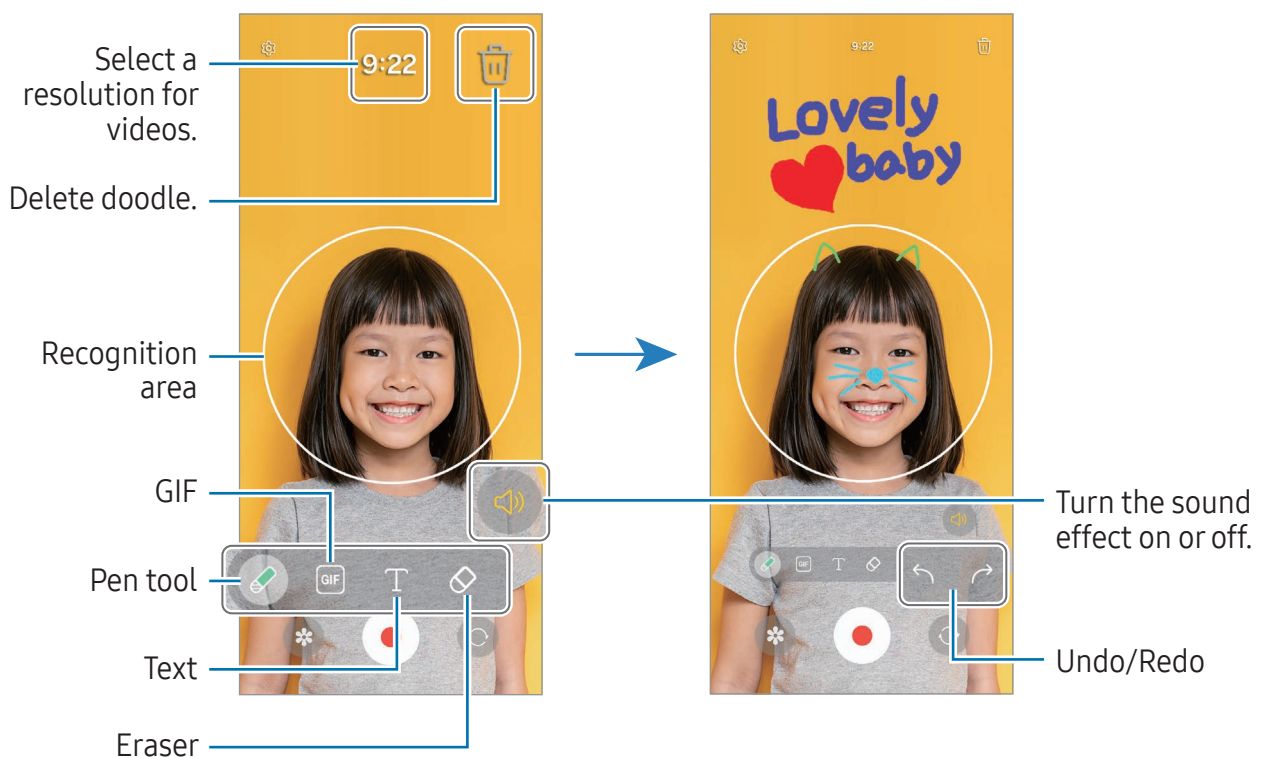 Select a
resolution for
videos.
Delete doodle.
Recognition
area
GIF
Pen tool
Text
Eraser
9:22
GIF
T
9:22
Lovely
baby
GIF
T
Turn the sound
effect on or off.
Undo/Redo